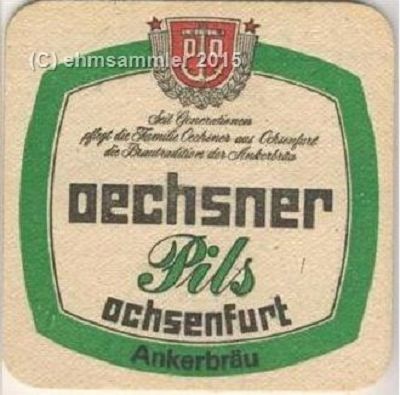 (C) ehmsammler 2015
Seit Generationen
pflegt die Familie Oechsner aus Ochsenfurt
die Brautradition der Ankerbräu
oechsner
Pils
ochsenfurt
Ankerbräu